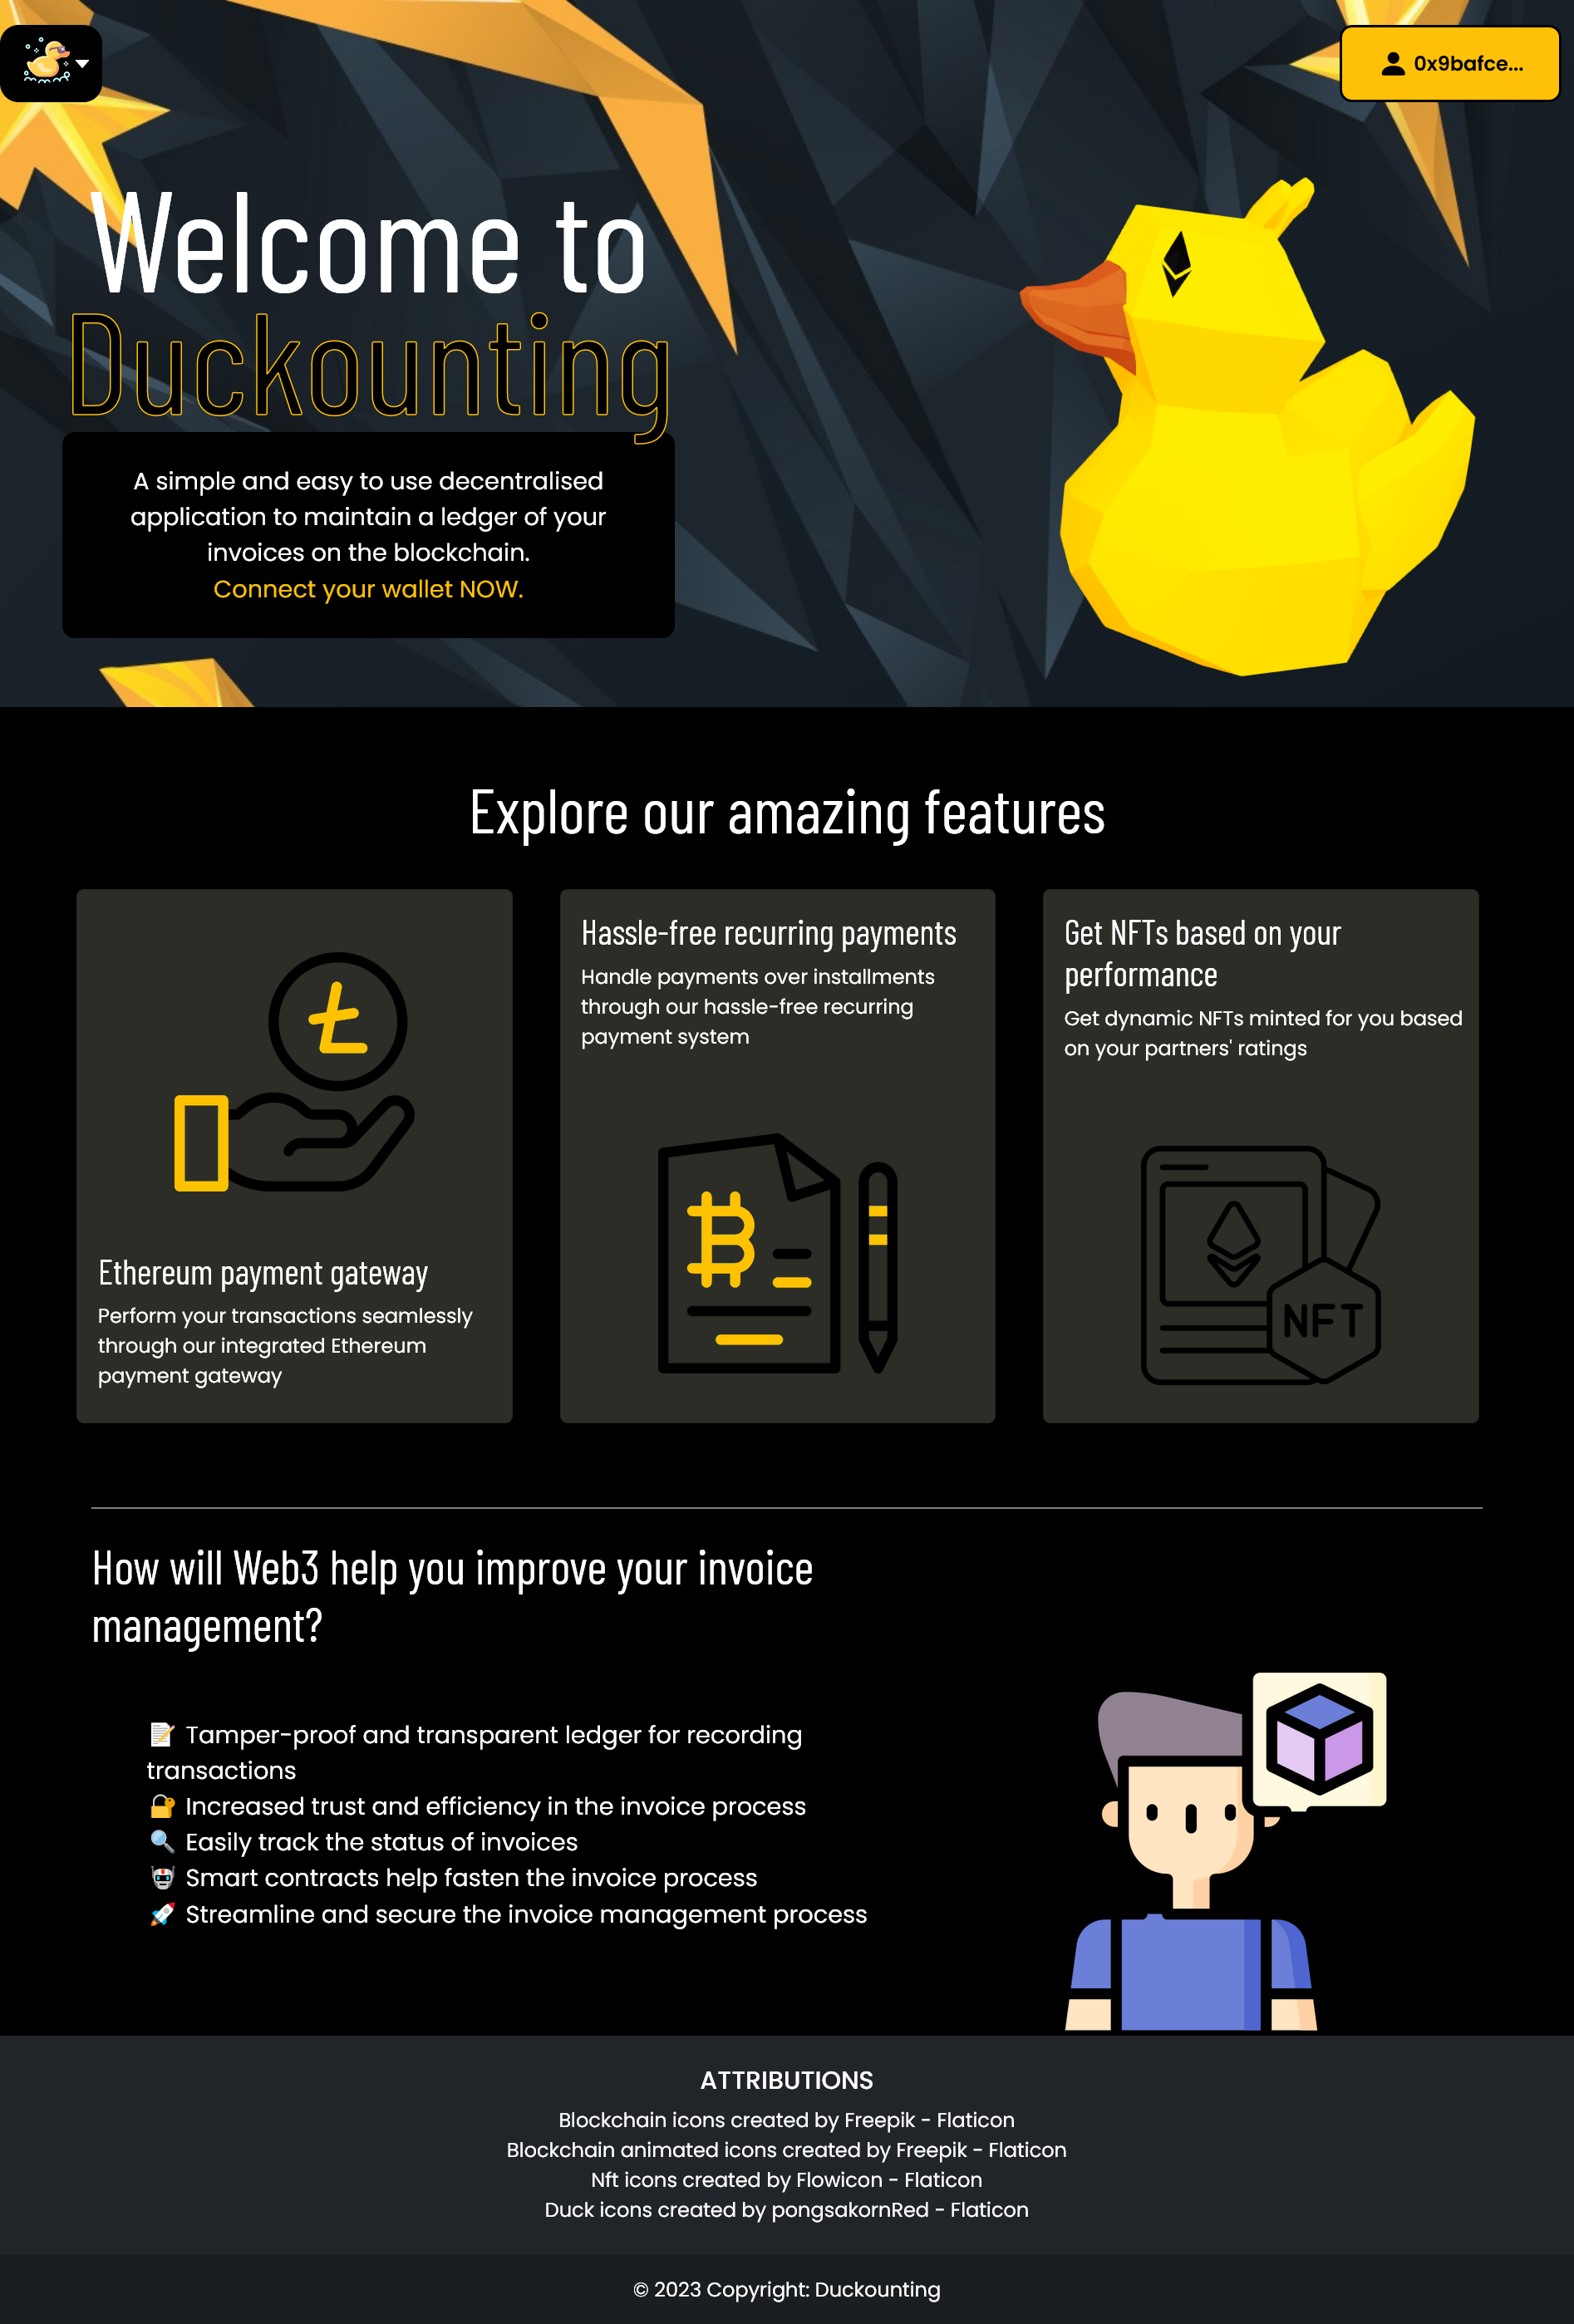 0x9bafce...
Welcome to
Duckounting
A simple and easy to use decentralised
application to maintain a ledger of your
invoices on the blockchain.
Connect your wallet NOW.
Explore our amazing features
Ethereum payment gateway
Perform your transactions seamlessly
through our integrated Ethereum
payment gateway
Hassle-free recurring payments
Handle payments over installments
through our hassle-free recurring
payment system
Get NFTs based on your
performance
Get dynamic NFTs minted for you based
on your partners' ratings
NFT
How will Web3 help you improve your invoice
management?
📝 Tamper-proof and transparent ledger for recording
transactions
🔐 Increased trust and efficiency in the invoice process
🔍 Easily track the status of invoices
🤖 Smart contracts help fasten the invoice process
🚀 Streamline and secure the invoice management process
ATTRIBUTIONS
Blockchain icons created by Freepik - Flaticon
Blockchain animated icons created by Freepik - Flaticon
Nft icons created by Flowicon - Flaticon
Duck icons created by pongsakornRed - Flaticon
© 2023 Copyright: Duckounting